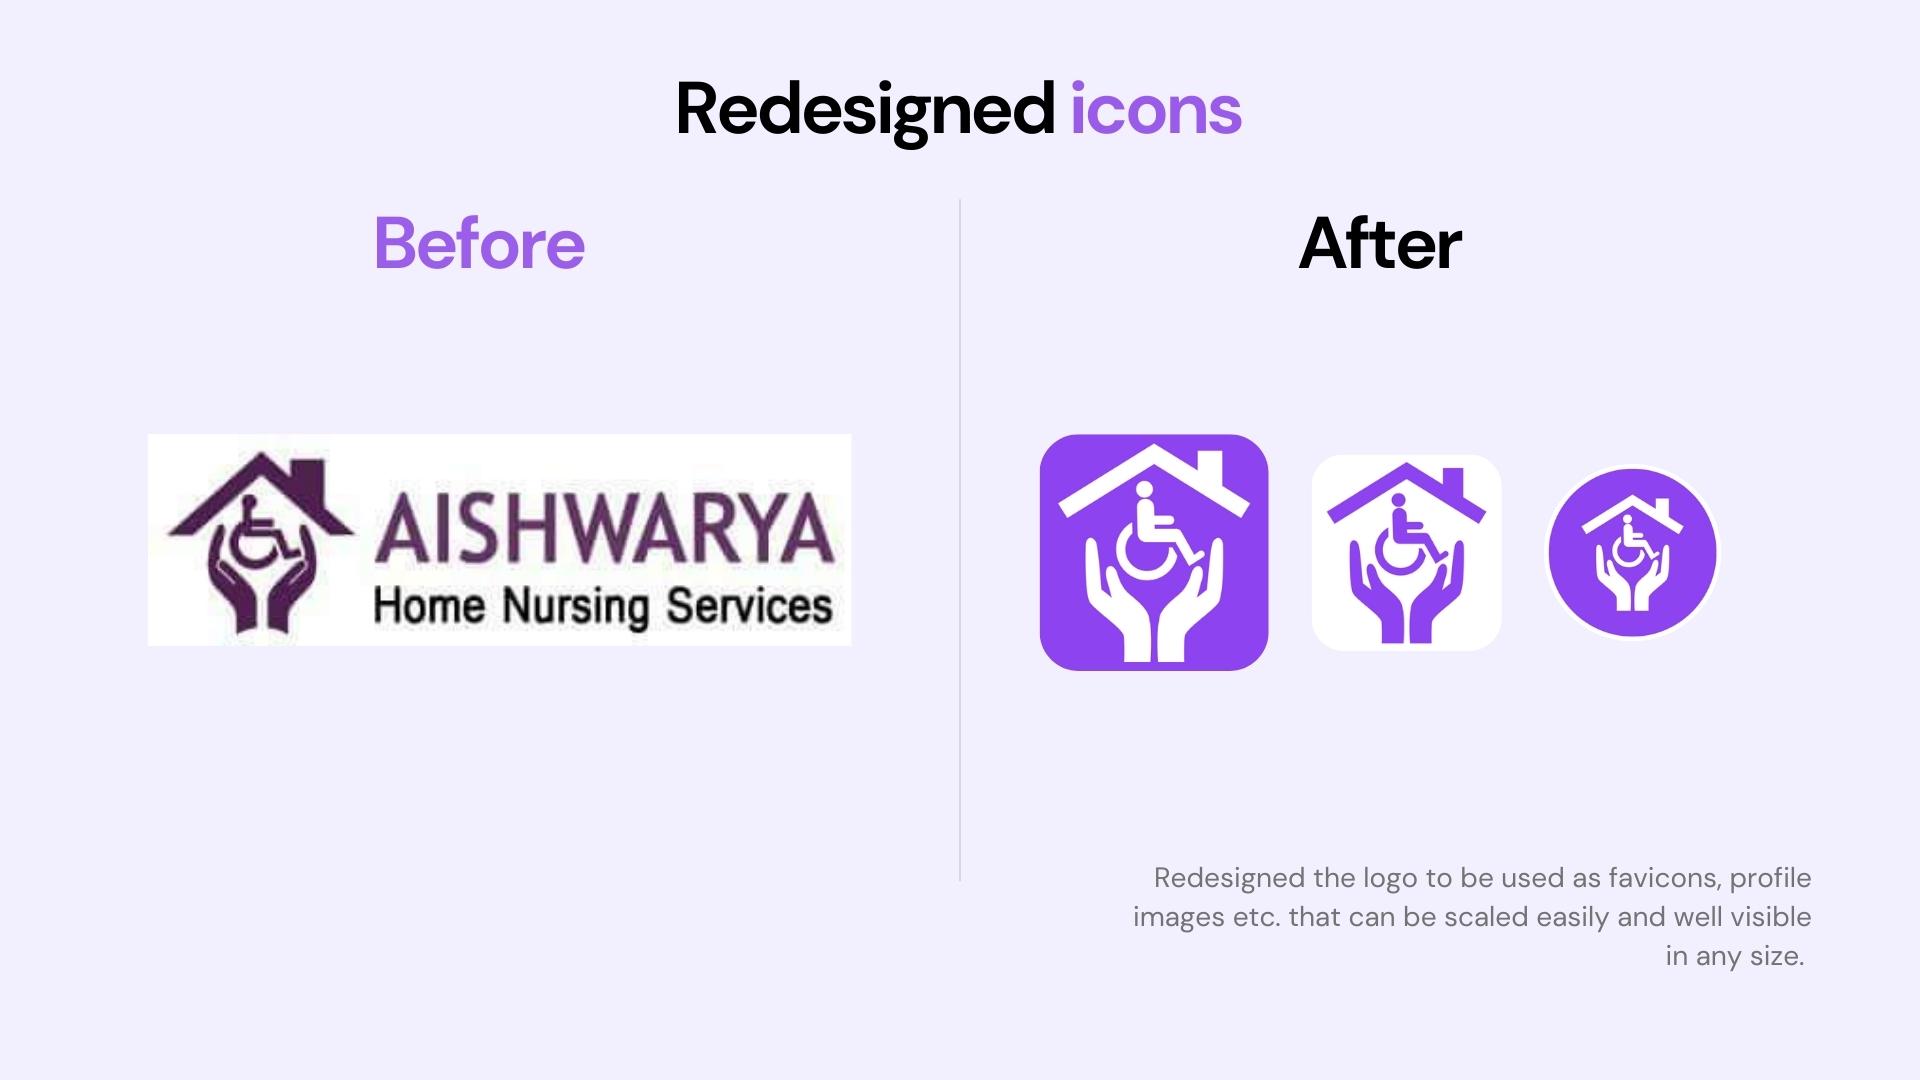 Redesigned icons
Before
After
AISHWARYA
Home Nursing Services
Redesigned the logo to be used as favicons, profile
images etc. that can be scaled easily and well visible
in any size.